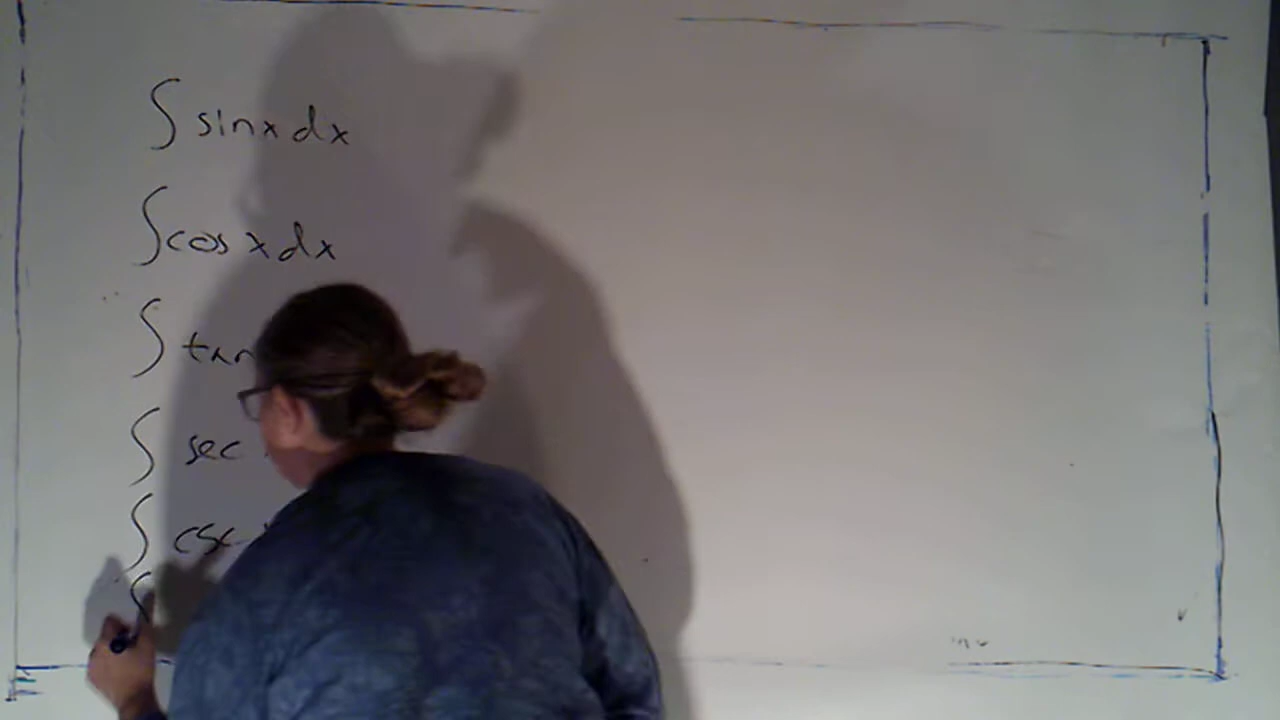 ∫ sinx dx
∫ cos x dx
∫ tan
∫ sec
∫ csc
∫